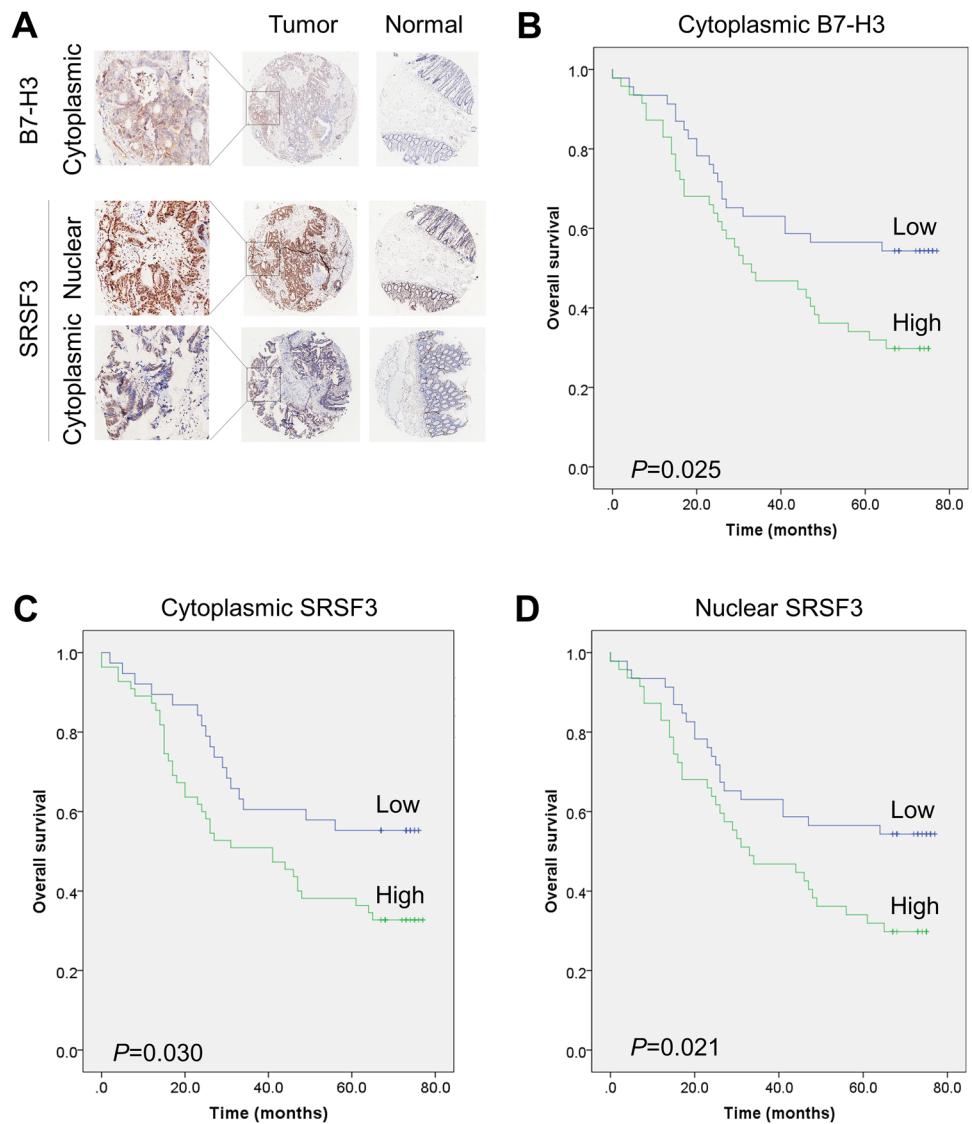 A
Tumor
Normal
B7-H3
Cytoplasmic
SRSF3
Nuclear
Cytoplasmic
B
Cytoplasmic B7-H3
Overall survival
1.0
0.8
0.6
0.4
0.2
0.0
Low
High
P=0.025
.0
20.0
40.0
60.0
80.0
Time (months)
C
Cytoplasmic SRSF3
Overall survival
1.0
0.8
0.6
0.4
0.2
0.0
Low
High
P=0.030
.0
20.0
40.0
60.0
80.0
Time (months)
D
Nuclear SRSF3
Overall survival
1.0
0.8
0.6
0.4
0.2
0.0
Low
High
P=0.021
.0
20.0
40.0
60.0
80.0
Time (months)